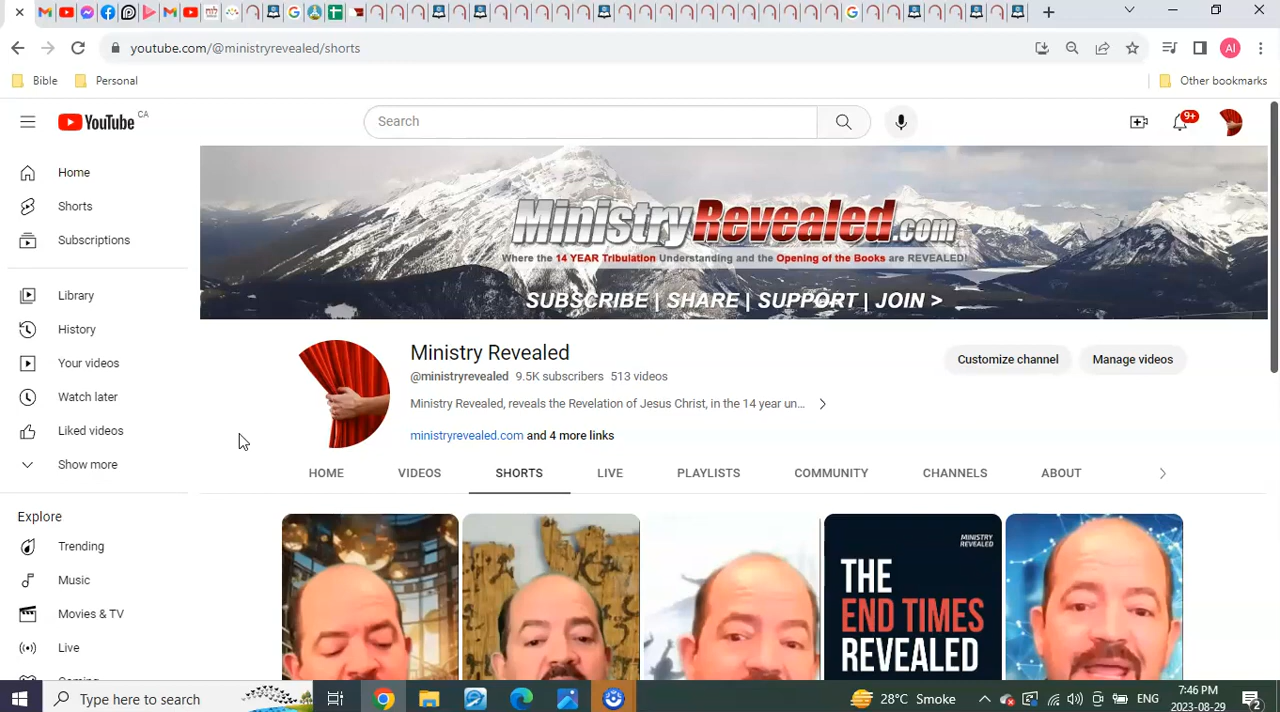 youtube.com/@ministryrevealed/shorts
AI
Bible
Personal
Other bookmarks
YouTube CA
Search
9+
Home
Shorts
Subscriptions
Library
History
Your videos
Watch later
Liked videos
Show more
Explore
Trending
Music
Movies & TV
Live
MinistryRevealed.com
Where the 14 YEAR Tribulation Understanding and the Opening of the Books are REVEALED!
SUBSCRIBE | SHARE | SUPPORT | JOIN >
Ministry Revealed
@ministryrevealed 9.5K subscribers 513 videos
Ministry Revealed, reveals the Revelation of Jesus Christ, in the 14 year un...
ministryrevealed.com and 4 more links
Customize channel
Manage videos
HOME VIDEOS SHORTS LIVE PLAYLISTS COMMUNITY CHANNELS ABOUT
MINISTRY
REVEALED
THE
END TIMES
REVEALED
Type here to search
28°C Smoke
ENG
7:46 PM
2023-08-29
2